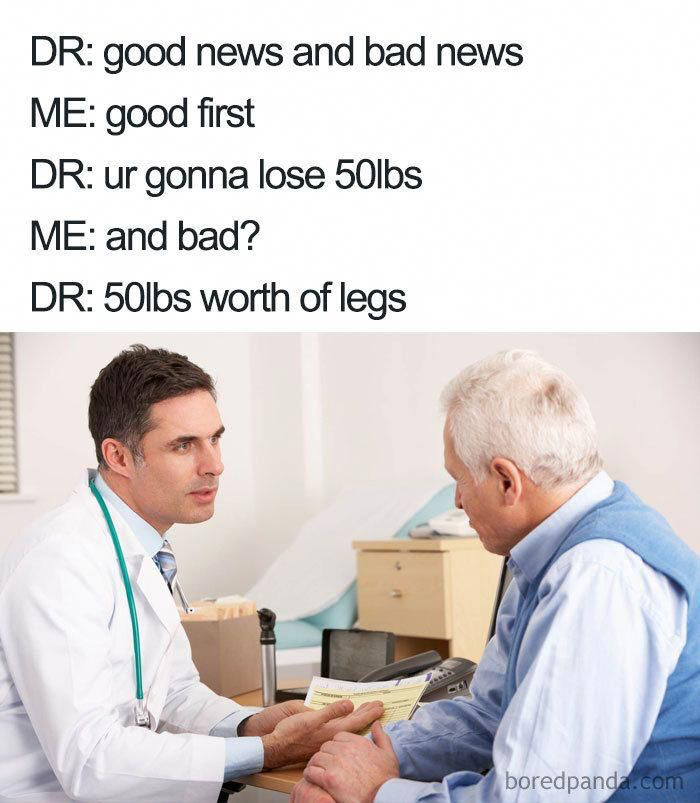 DR: good news and bad news
ME: good first
DR: ur gonna lose 50lbs
ME: and bad?
DR: 50lbs worth of legs
boredpanda.com